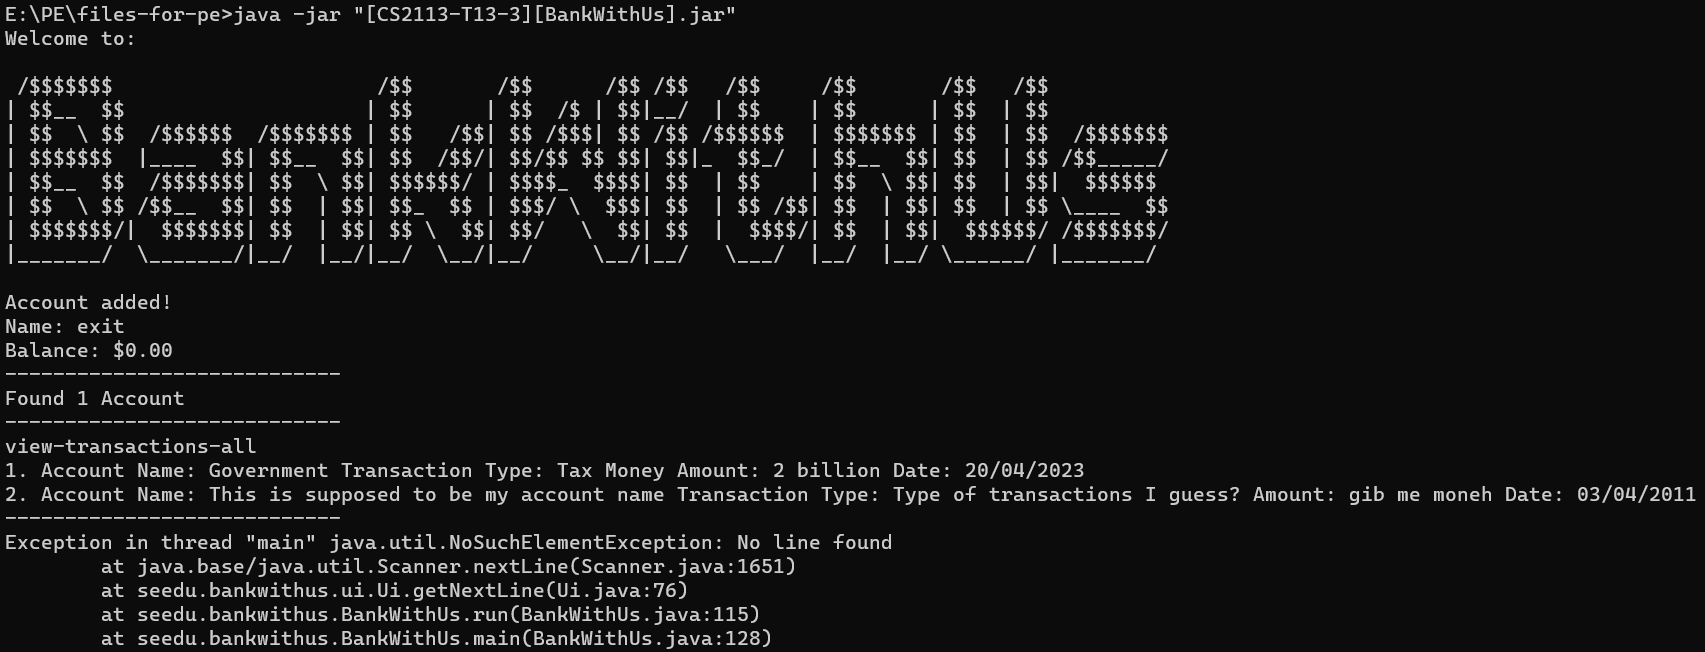 E:\PE\files-for-pe>java -jar "[CS2113-T13-3][BankWithUs].jar"
Welcome to:
 /$$$$$$$                      /$$       /$$      /$$ /$$   /$$     /$$       /$$   /$$
| $$__  $$                    | $$      | $$  /$ | $$|__/  | $$    | $$      | $$  | $$
| $$  \ $$  /$$$$$$  /$$$$$$$ | $$   /$$| $$ /$$$| $$ /$$ /$$$$$$  | $$$$$$$ | $$  | $$  /$$$$$$$
| $$$$$$$  |____  $$| $$__  $$| $$  /$$/| $$/$$ $$ $$| $$|_  $$_/  | $$__  $$| $$  | $$ /$$_____/
| $$__  $$  /$$$$$$$| $$  \ $$| $$$$$$/ | $$$$_  $$$$| $$  | $$    | $$  \ $$| $$  | $$|  $$$$$$
| $$  \ $$ /$$__  $$| $$  | $$| $$_  $$ | $$$/ \  $$$| $$  | $$ /$$| $$  | $$| $$  | $$ \____  $$
| $$$$$$$/|  $$$$$$$| $$  | $$| $$ \  $$| $$/   \  $$| $$  |  $$$$/| $$  | $$|  $$$$$$/ /$$$$$$$/
|_______/  \_______/|__/  |__/|__/  \__/|__/     \__/|__/   \___/  |__/  |__/ \______/ |_______/
Account added!
Name: exit
Balance: $0.00
----------------------------
Found 1 Account
----------------------------
view-transactions-all
1. Account Name: Government Transaction Type: Tax Money Amount: 2 billion Date: 20/04/2023
2. Account Name: This is supposed to be my account name Transaction Type: Type of transactions I guess? Amount: gib me moneh Date: 03/04/2011
----------------------------
Exception in thread "main" java.util.NoSuchElementException: No line found
        at java.base/java.util.Scanner.nextLine(Scanner.java:1651)
        at seedu.bankwithus.ui.Ui.getNextLine(Ui.java:76)
        at seedu.bankwithus.BankWithUs.run(BankWithUs.java:115)
        at seedu.bankwithus.BankWithUs.main(BankWithUs.java:128)